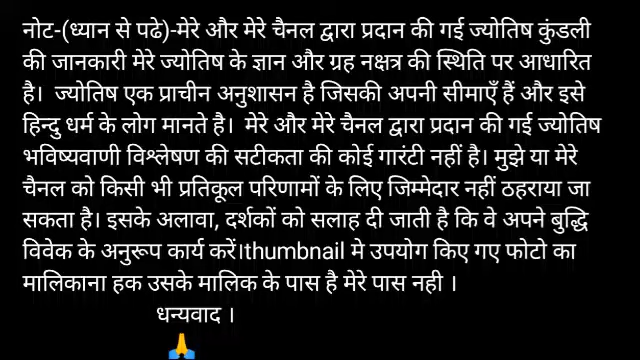 नोट-(ध्यान से पढे)-मेरे और मेरे चैनल द्वारा प्रदान की गई ज्योतिष कुंडली
की जानकारी मेरे ज्योतिष के ज्ञान और ग्रह नक्षत्र की स्थिति पर आधारित
है। ज्योतिष एक प्राचीन अनुशासन है जिसकी अपनी सीमाएँ हैं और इसे
हिन्दु धर्म के लोग मानते है। मेरे और मेरे चैनल द्वारा प्रदान की गई ज्योतिष
भविष्यवाणी विश्लेषण की सटीकता की कोई गारंटी नहीं है। मुझे या मेरे
चैनल को किसी भी प्रतिकूल परिणामों के लिए जिम्मेदार नहीं ठहराया जा
सकता है। इसके अलावा, दर्शकों को सलाह दी जाती है कि वे अपने बुद्धि
विवेक के अनुरूप कार्य करें।thumbnail मे उपयोग किए गए फोटो का
मालिकाना हक उसके मालिक के पास है मेरे पास नही ।
धन्यवाद ।
🙏